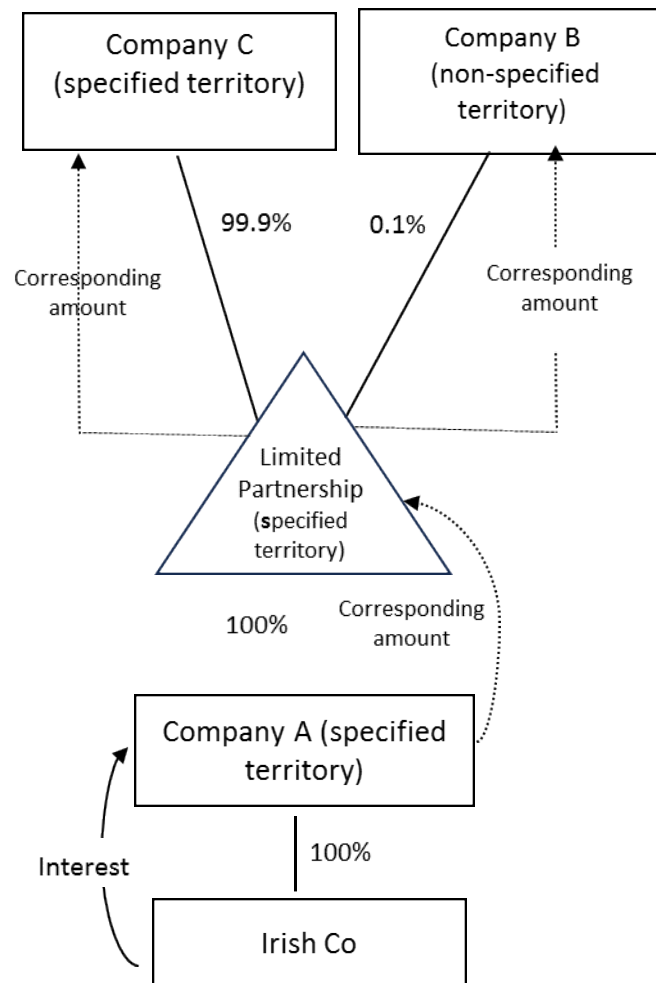 Company C
(specified territory)
Company B
(non-specified
territory)
99.9%
0.1%
Corresponding
amount
Corresponding
amount
Limited
Partnership
(specified
territory)
100%
Corresponding
amount
Company A (specified
territory)
Interest
100%
Irish Co